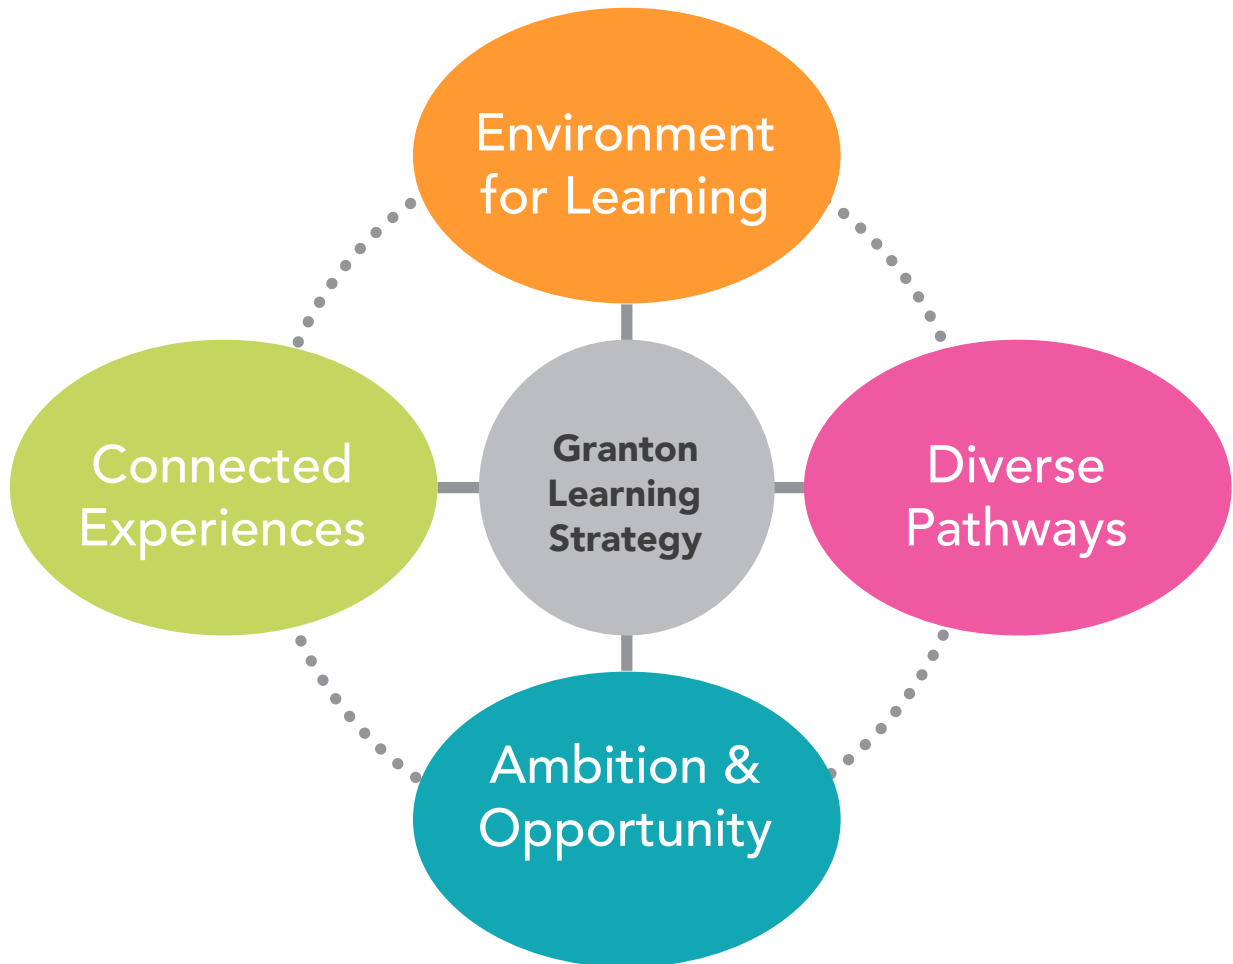 Environment
for Learning
Connected
Experiences
Granton
Learning
Strategy
Diverse
Pathways
Ambition &
Opportunity